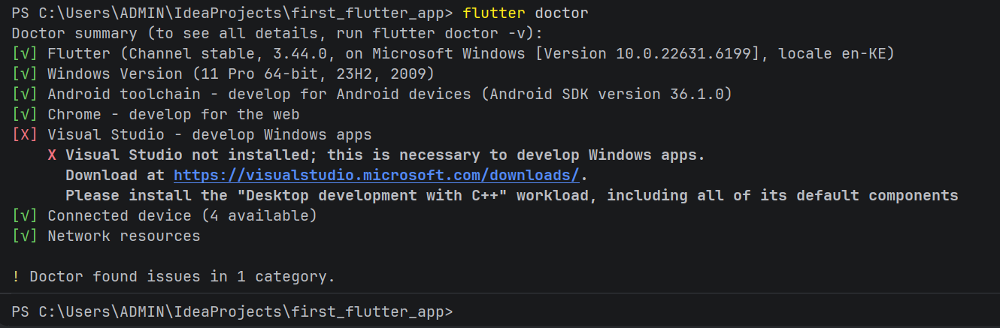 PS C:\Users\ADMIN\IdeaProjects\first_flutter_app> flutter doctor
Doctor summary (to see all details, run flutter doctor -v):
[√] Flutter (Channel stable, 3.44.0, on Microsoft Windows [Version 10.0.22631.6199], locale en-KE)
[√] Windows Version (11 Pro 64-bit, 23H2, 2009)
[√] Android toolchain - develop for Android devices (Android SDK version 36.1.0)
[√] Chrome - develop for the web
[X] Visual Studio - develop Windows apps
    X Visual Studio not installed; this is necessary to develop Windows apps.
      Download at https://visualstudio.microsoft.com/downloads/.
      Please install the "Desktop development with C++" workload, including all of its default components
[√] Connected device (4 available)
[√] Network resources
! Doctor found issues in 1 category.
PS C:\Users\ADMIN\IdeaProjects\first_flutter_app>